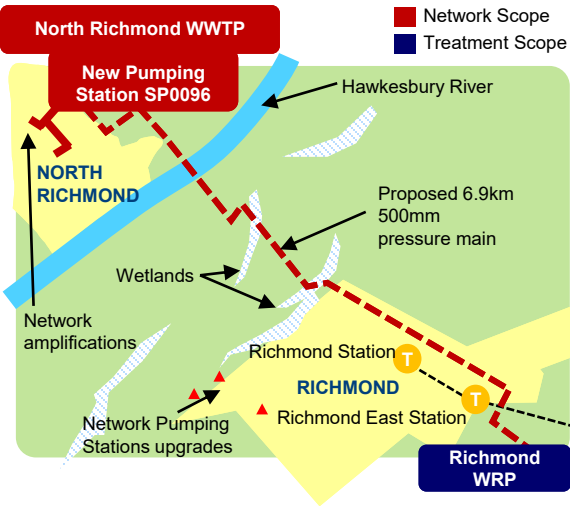 North Richmond WWTP
Network Scope
Treatment Scope
New Pumping
Station SP0096
Hawkesbury River
NORTH
RICHMOND
Proposed 6.9km
500mm
pressure main
Wetlands
Network
amplifications
Richmond Station
T
RICHMOND
T
Richmond East Station
Network Pumping
Stations upgrades
Richmond
WRP